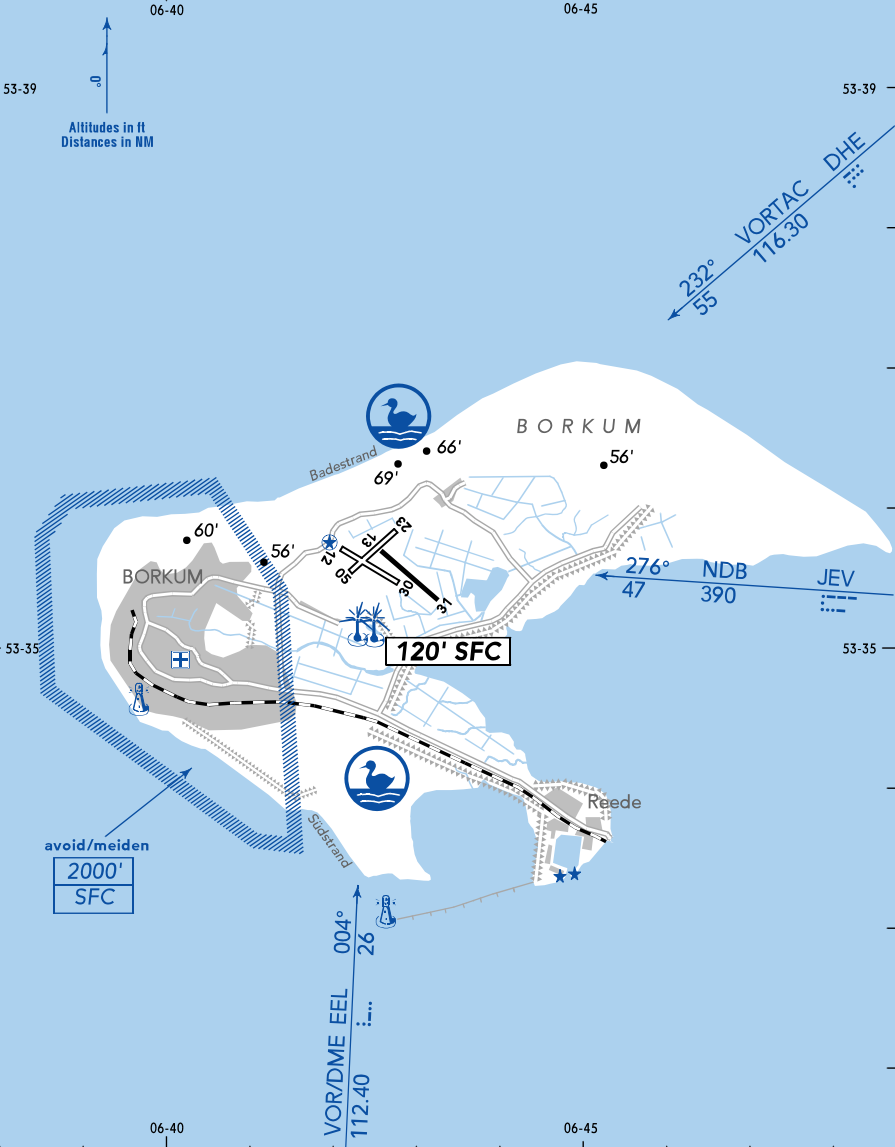 06-40
06-45
53-39
53-39
0°
Altitudes in ft
Distances in NM
VORTAC DHE
116.30
232°
55
BORKUM
66'
56'
69'
Badestrand
60'
56'
BORKUM
12
13
23
05
30
31
276° NDB JEV
47 390
53-35
53-35
120' SFC
Reede
Südstrand
avoid/meiden
2000'
SFC
004°
26
VOR/DME EEL
112.40
06-40
06-45